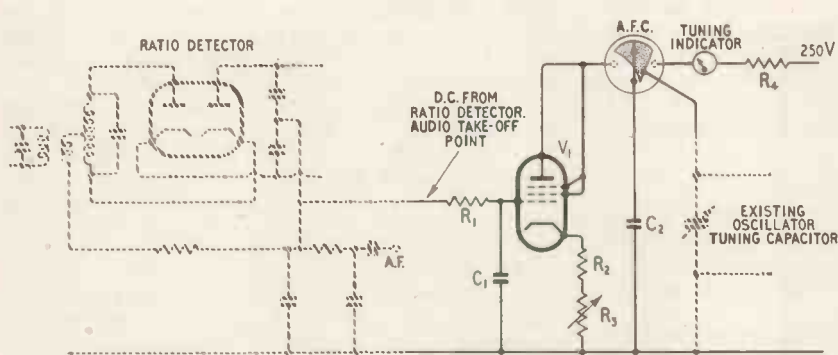 RATIO DETECTOR
A.F.C.
TUNING
INDICATOR
250V
R4
D.C. FROM
RATIO DETECTOR.
AUDIO TAKE-OFF
POINT
V1
V
R1
C1
R2
R3
C2
EXISTING
OSCILLATOR
TUNING CAPACITOR
A.F.